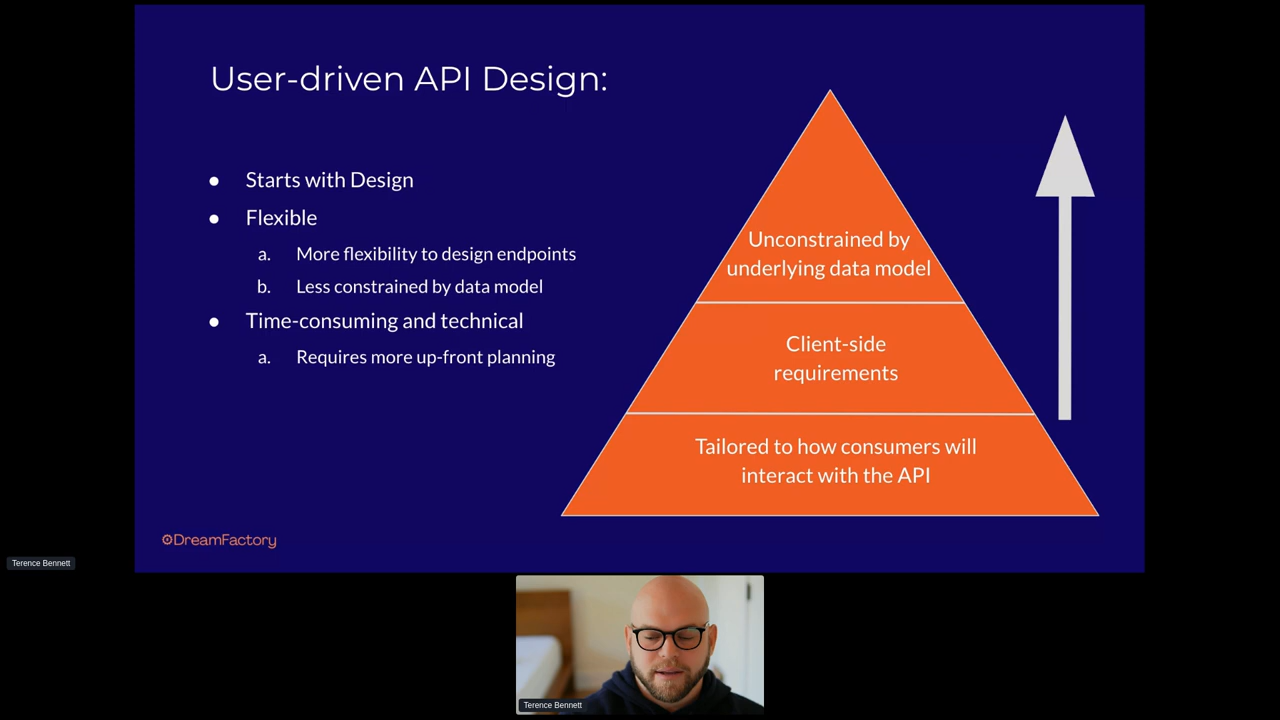 User-driven API Design:
● Starts with Design
● Flexible
a. More flexibility to design endpoints
b. Less constrained by data model
● Time-consuming and technical
a. Requires more up-front planning
Unconstrained by
underlying data model
Client-side
requirements
Tailored to how consumers will
interact with the API
DreamFactory
Terence Bennett
Terence Bennett